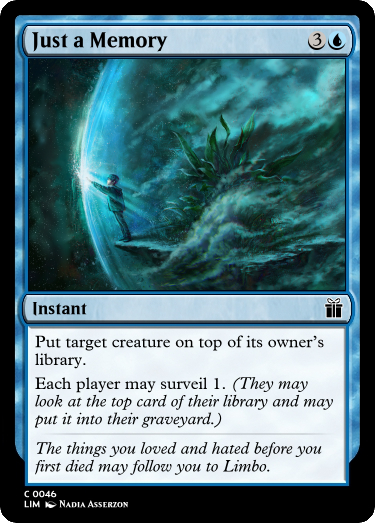 Just a Memory 3
Instant
Put target creature on top of its owner's
library.
Each player may surveil 1. (They may
look at the top card of their library and may
put it into their graveyard.)
The things you loved and hated before you
first died may follow you to Limbo.
C 0046
LIM Nadia Asserzon